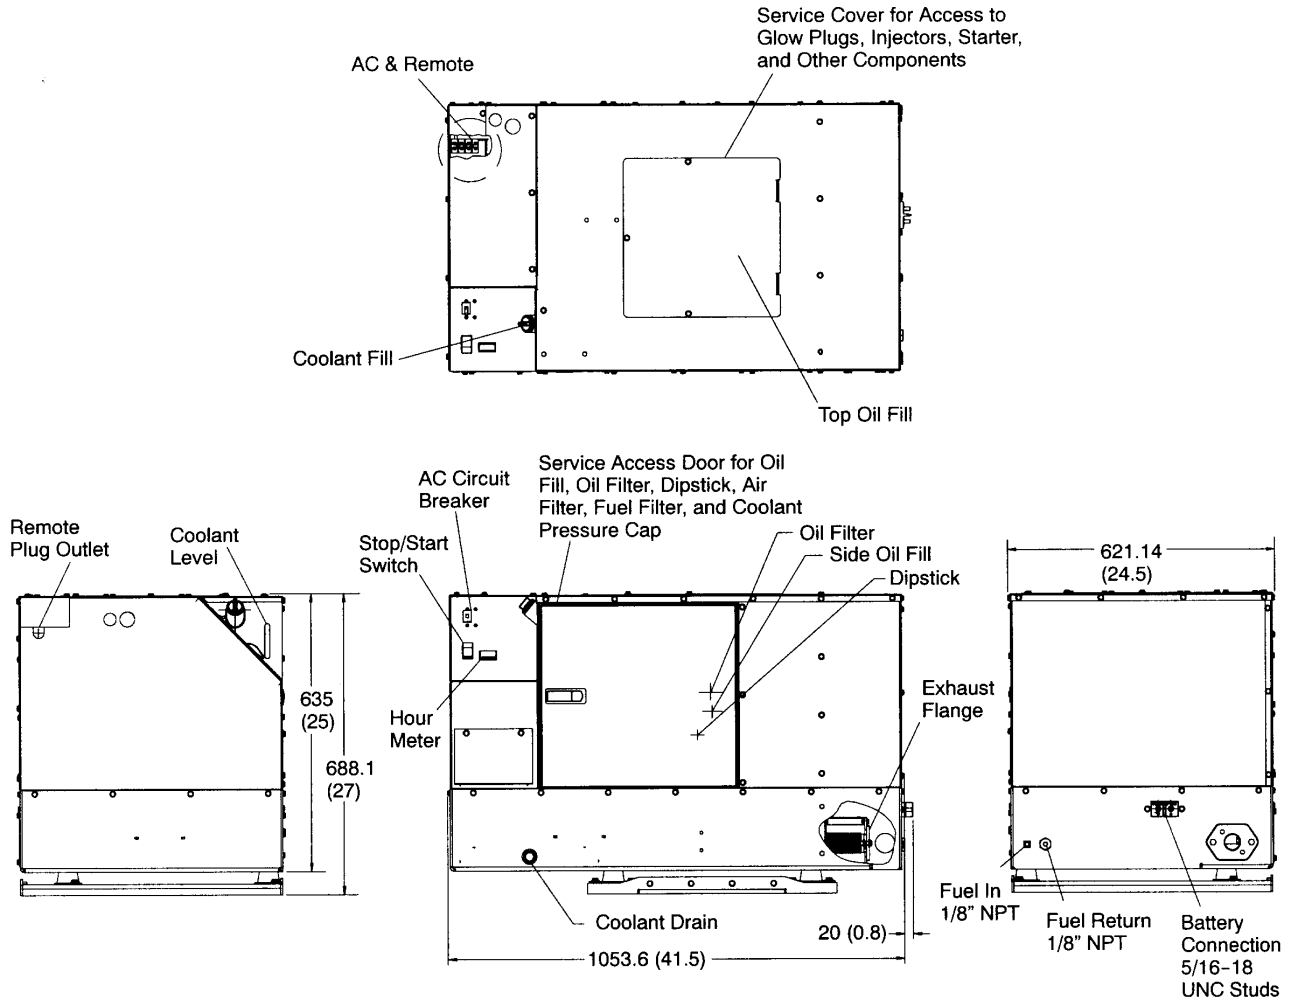 Service Cover for Access to
Glow Plugs, Injectors, Starter,
and Other Components
AC & Remote
Coolant Fill
Top Oil Fill
AC Circuit
Breaker
Service Access Door for Oil
Fill, Oil Filter, Dipstick, Air
Filter, Fuel Filter, and Coolant
Pressure Cap
Remote
Plug Outlet
Coolant
Level
Stop/Start
Switch
Oil Filter
Side Oil Fill
Dipstick
621.14
(24.5)
635
(25)
688.1
(27)
Hour
Meter
Exhaust
Flange
Coolant Drain
20 (0.8)
1053.6 (41.5)
Fuel In
1/8” NPT
Fuel Return
1/8” NPT
Battery
Connection
5/16–18
UNC Studs